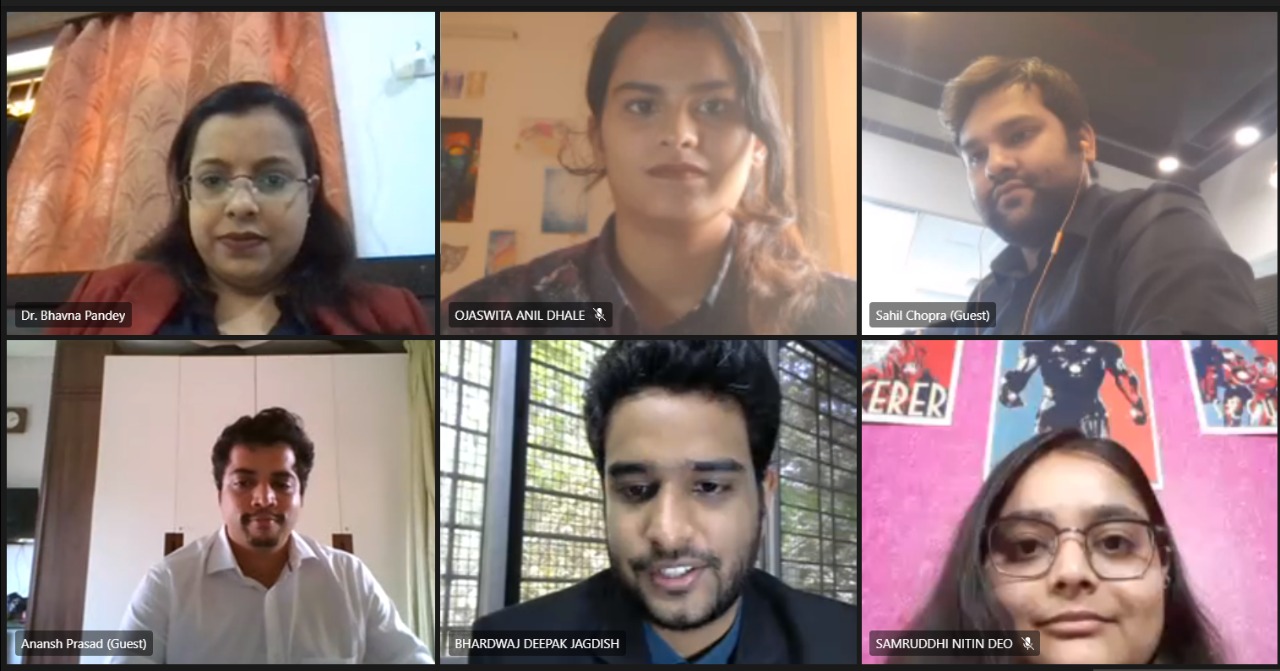 Dr. Bhavna Pandey
OJASWITA ANIL DHALE
Sahil Chopra (Guest)
ERER
Anansh Prasad (Guest)
BHARDWAJ DEEPAK JAGDISH
SAMRUDDHI NITIN DEO